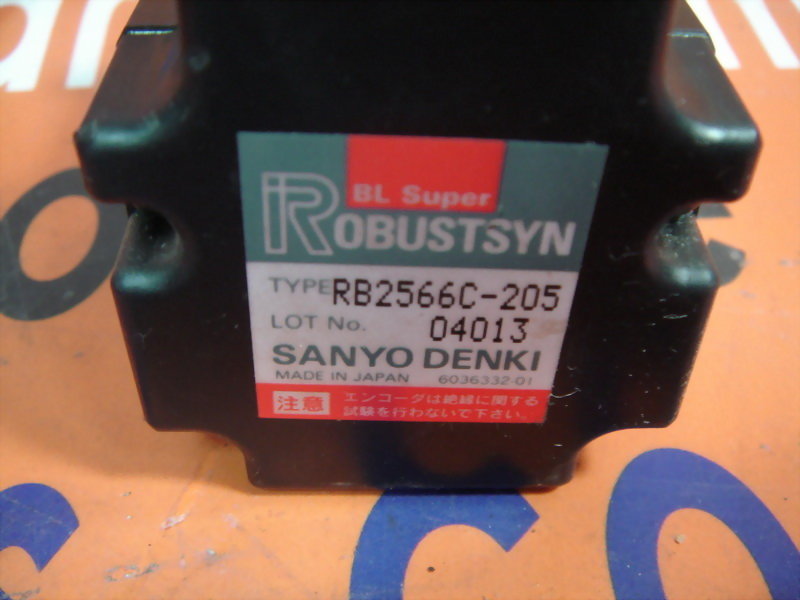 BL Super
ROBUSTSYN
TYPE RB2566C-205
LOT No. 04013
SANYO DENKI
MADE IN JAPAN 6036332-01
注意 エンコーダは絶縁に関する
試験を行わないで下さい。